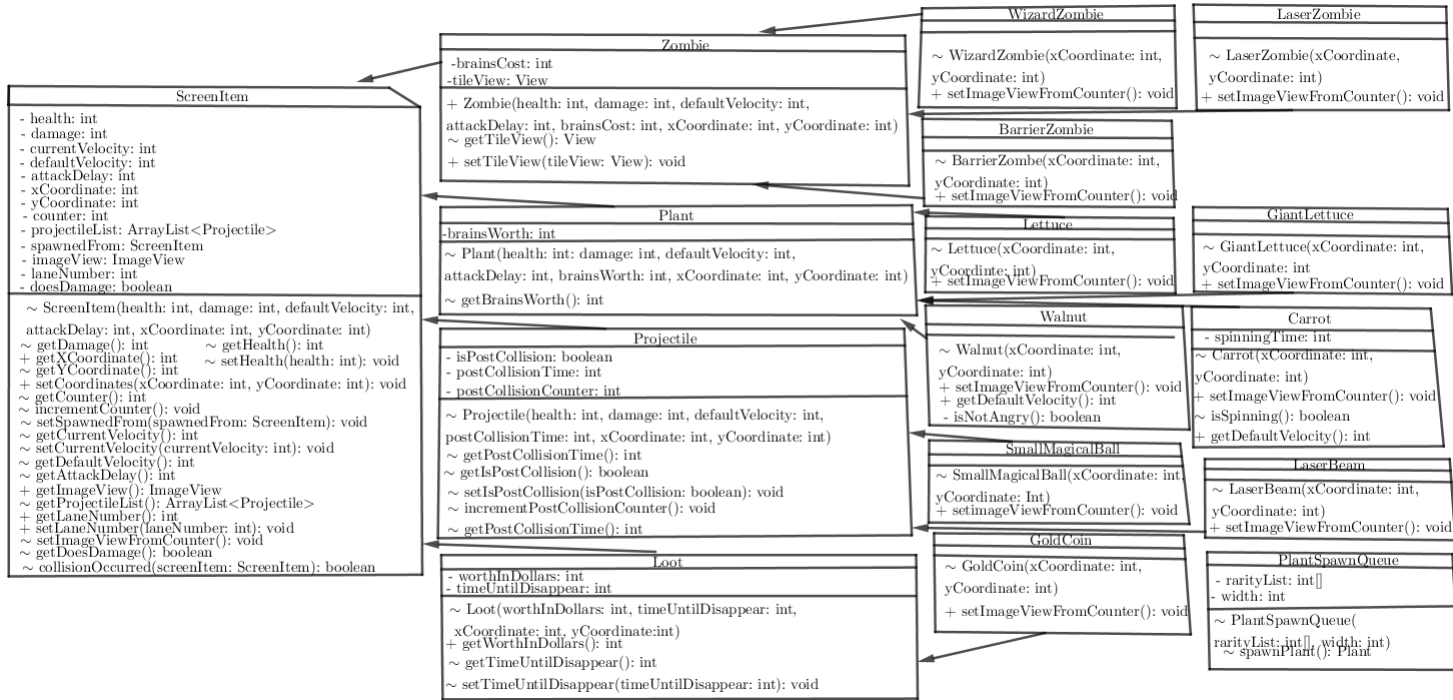 ScreenItem
- health: int
- damage: int
- currentVelocity: int
- defaultVelocity: int
- attackDelay: int
- xCoordinate: int
- yCoordinate: int
- counter: int
- projectileList: ArrayList<Projectile>
- spawnedFrom: ScreenItem
- imageView: ImageView
- laneNumber: int
- doesDamage: boolean
~ ScreenItem(health: int, damage: int, defaultVelocity: int,
attackDelay: int, xCoordinate: int, yCoordinate: int)
~ getDamage(): int
~ getHealth(): int
+ getXCoordinate(): int
~ setHealth(health: int): void
~ getYCoordinate(): int
+ setCoordinates(xCoordinate: int, yCoordinate: int): void
~ getCounter(): int
~ incrementCounter(): void
~ setSpawnedFrom(spawnedFrom: ScreenItem): void
~ getCurrentVelocity(): int
~ setCurrentVelocity(currentVelocity: int): void
~ getDefaultVelocity(): int
~ getAttackDelay(): int
+ getImageView(): ImageView
~ getProjectileList(): ArrayList<Projectile>
+ getLaneNumber(): int
+ setLaneNumber(laneNumber: int): void
~ setImageViewFromCounter(): void
~ getDoesDamage(): boolean
~ collisionOccurred(screenItem: ScreenItem): boolean
Zombie
-brainsCost: int
-tileView: View
+ Zombie(health: int, damage: int, defaultVelocity: int,
attackDelay: int, brainsCost: int, xCoordinate: int, yCoordinate: int)
~ getTileView(): View
+ setTileView(tileView: View): void
Plant
-brainsWorth: int
~ Plant(health: int: damage: int, defaultVelocity: int,
attackDelay: int, brainsWorth: int, xCoordinate: int, yCoordinate: int)
~ getBrainsWorth(): int
Projectile
- isPostCollision: boolean
- postCollisionTime: int
- postCollisionCounter: int
~ Projectile(health: int, damage: int, defaultVelocity: int,
postCollisionTime: int, xCoordinate: int, yCoordinate: int)
~ getPostCollisionTime(): int
~ getIsPostCollision(): boolean
~ setIsPostCollision(isPostCollision: boolean): void
~ incrementPostCollisionCounter(): void
~ getPostCollisionTime(): int
Loot
- worthInDollars: int
- timeUntilDisappear: int
~ Loot(worthInDollars: int, timeUntilDisappear: int,
xCoordinate: int, yCoordinate:int)
+ getWorthInDollars(): int
~ getTimeUntilDisappear(): int
~ setTimeUntilDisappear(timeUntilDisappear: int): void
WizardZombie
~ WizardZombie(xCoordinate: int,
yCoordinate: int)
+ setImageViewFromCounter(): void
BarrierZombie
~ BarrierZombe(xCoordinate: int,
yCoordinate: int)
+ setImageViewFromCounter(): void
Lettuce
~ Lettuce(xCoordinate: int,
yCoordinte: int)
+ setImageViewFromCounter(): void
Walnut
~ Walnut(xCoordinate: int,
yCoordinate: int)
+ setImageViewFromCounter(): void
+ getDefaultVelocity(): int
- isNotAngry(): boolean
SmallMagicalBall
~ SmallMagicalBall(xCoordinate: int,
yCoordinate: Int)
+ setimageViewFromCounter(): void
GoldCoin
~ GoldCoin(xCoordinate: int,
yCoordinate: int)
+ setImageViewFromCounter(): void
LaserZombie
~ LaserZombie(xCoordinate,
yCoordinate: int)
+ setImageViewFromCounter(): void
GiantLettuce
~ GiantLettuce(xCoordinate: int,
yCoordinate: int
+ setImageViewFromCounter(): void
Carrot
- spinningTime: int
~ Carrot(xCoordinate: int,
yCoordinate: int)
+ setImageViewFromCounter(): void
~ isSpinning(): boolean
+ getDefaultVelocity(): int
LaserBeam
~ LaserBeam(xCoordinate: int,
yCoordinate: int)
+ setImageViewFromCounter(): void
PlantSpawnQueue
- rarityList: int[]
- width: int
~ PlantSpawnQueue(
rarityList: int[], width: int)
~ spawnPlant(): Plant